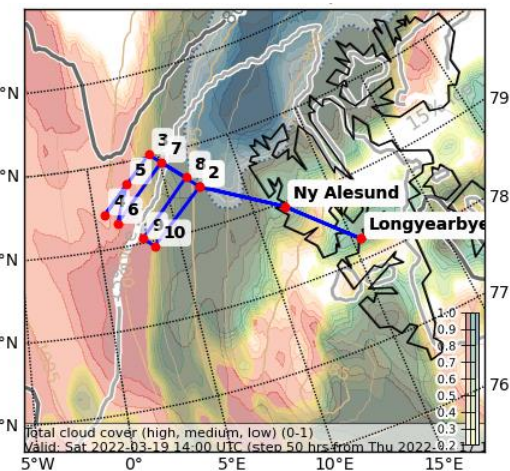 °N
79
3
7
°N
5
8
2
4
6
Ny Alesund
78
9
10
Longyearbye
°N
77
1.0
0.9
0.8
0.7
0.6
0.5
0.4
0.3
0.2
°N
76
°N
Total cloud cover (high, medium, low) (0-1)
Valid: Sat 2022-03-19 14:00 UTC (step 50 hrs from Thu
5°W
0°E
5°E
10°E
15°E